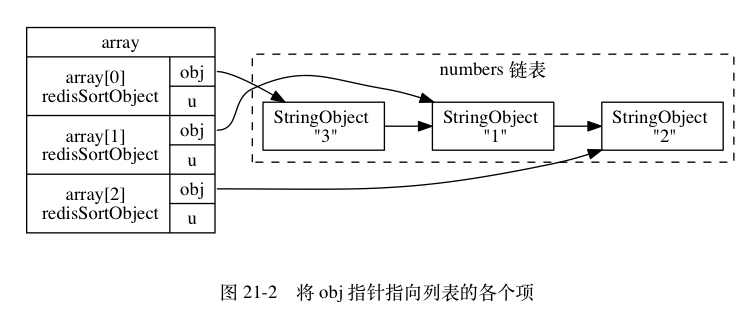 array
array[0]
redisSortObject
obj
u
array[1]
redisSortObject
obj
u
array[2]
redisSortObject
obj
u
numbers 链表
StringObject
"3"
StringObject
"1"
StringObject
"2"
图 21-2 将 obj 指针指向列表的各个项